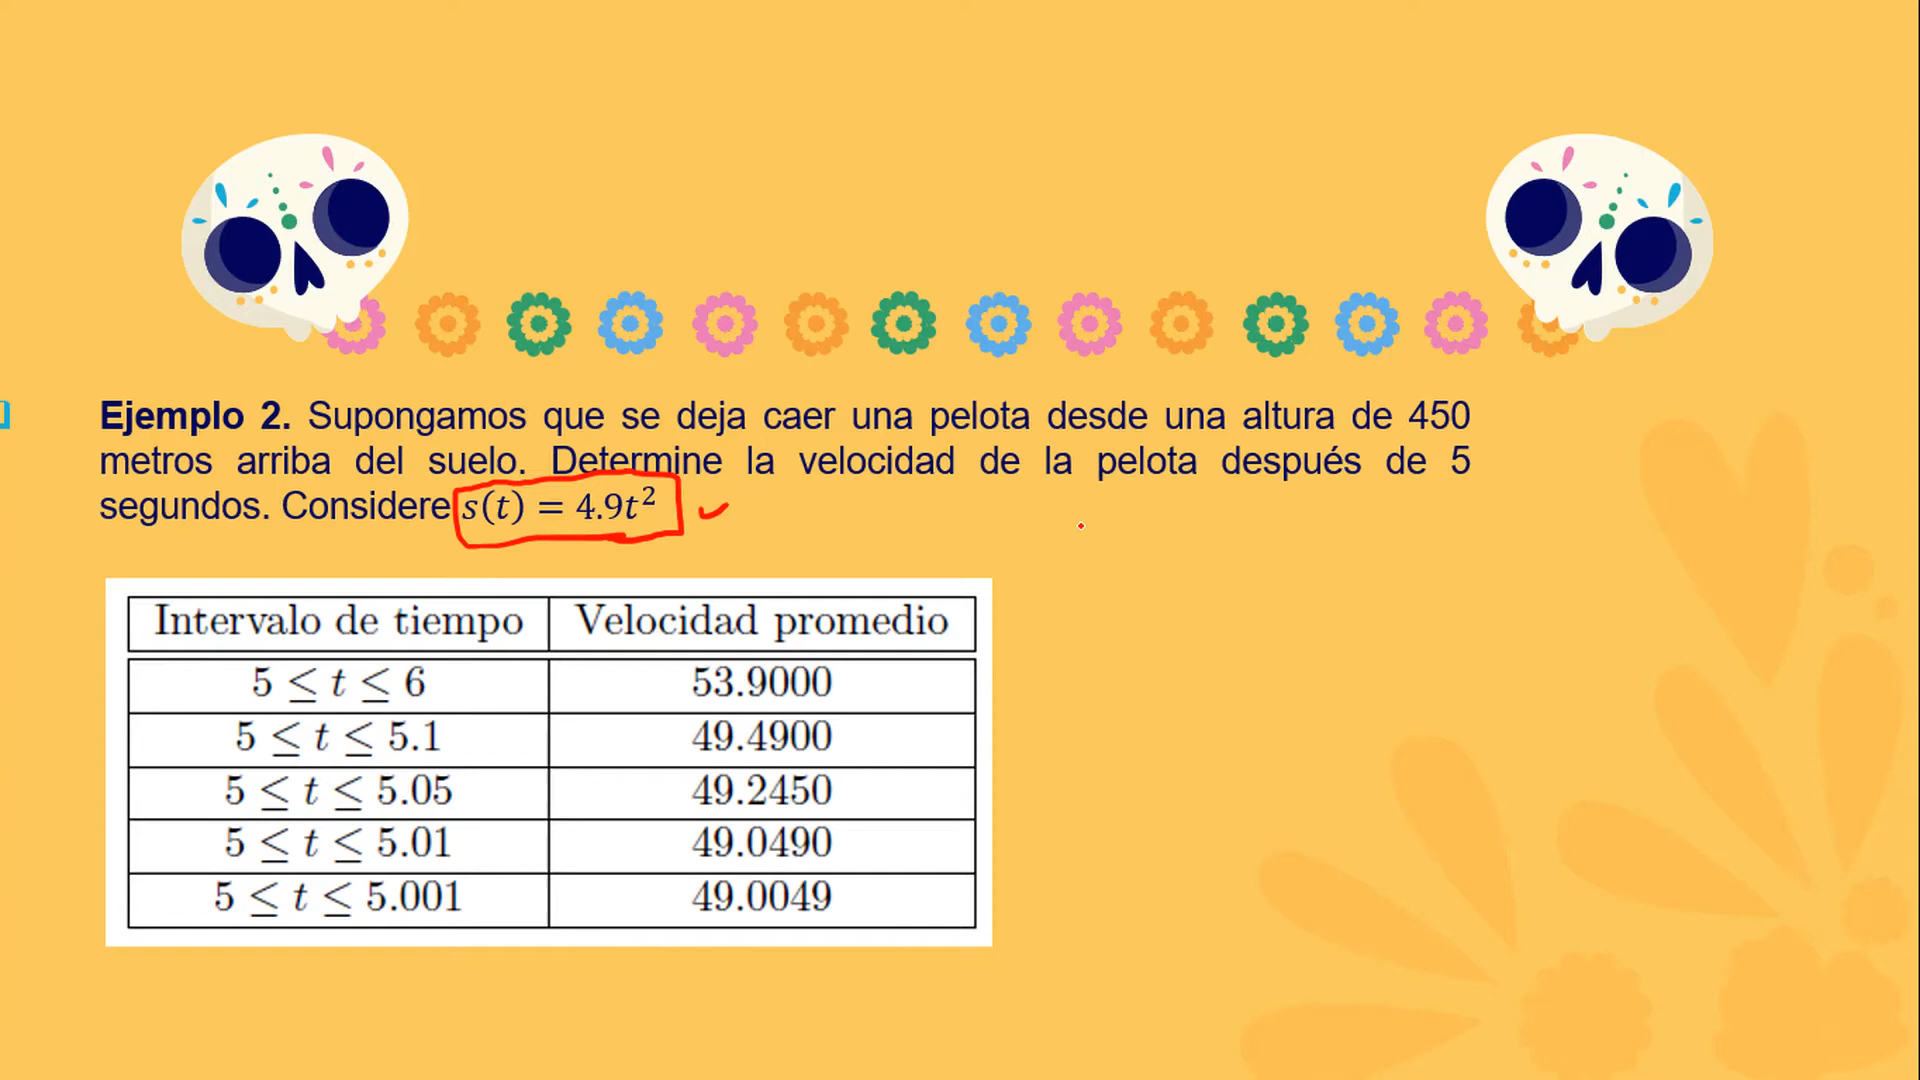 Ejemplo 2. Supongamos que se deja caer una pelota desde una altura de 450
metros arriba del suelo. Determine la velocidad de la pelota después de 5
segundos. Considere s(t) = 4.9t²
Intervalo de tiempo Velocidad promedio
5 ≤ t ≤ 6 53.9000
5 ≤ t ≤ 5.1 49.4900
5 ≤ t ≤ 5.05 49.2450
5 ≤ t ≤ 5.01 49.0490
5 ≤ t ≤ 5.001 49.0049